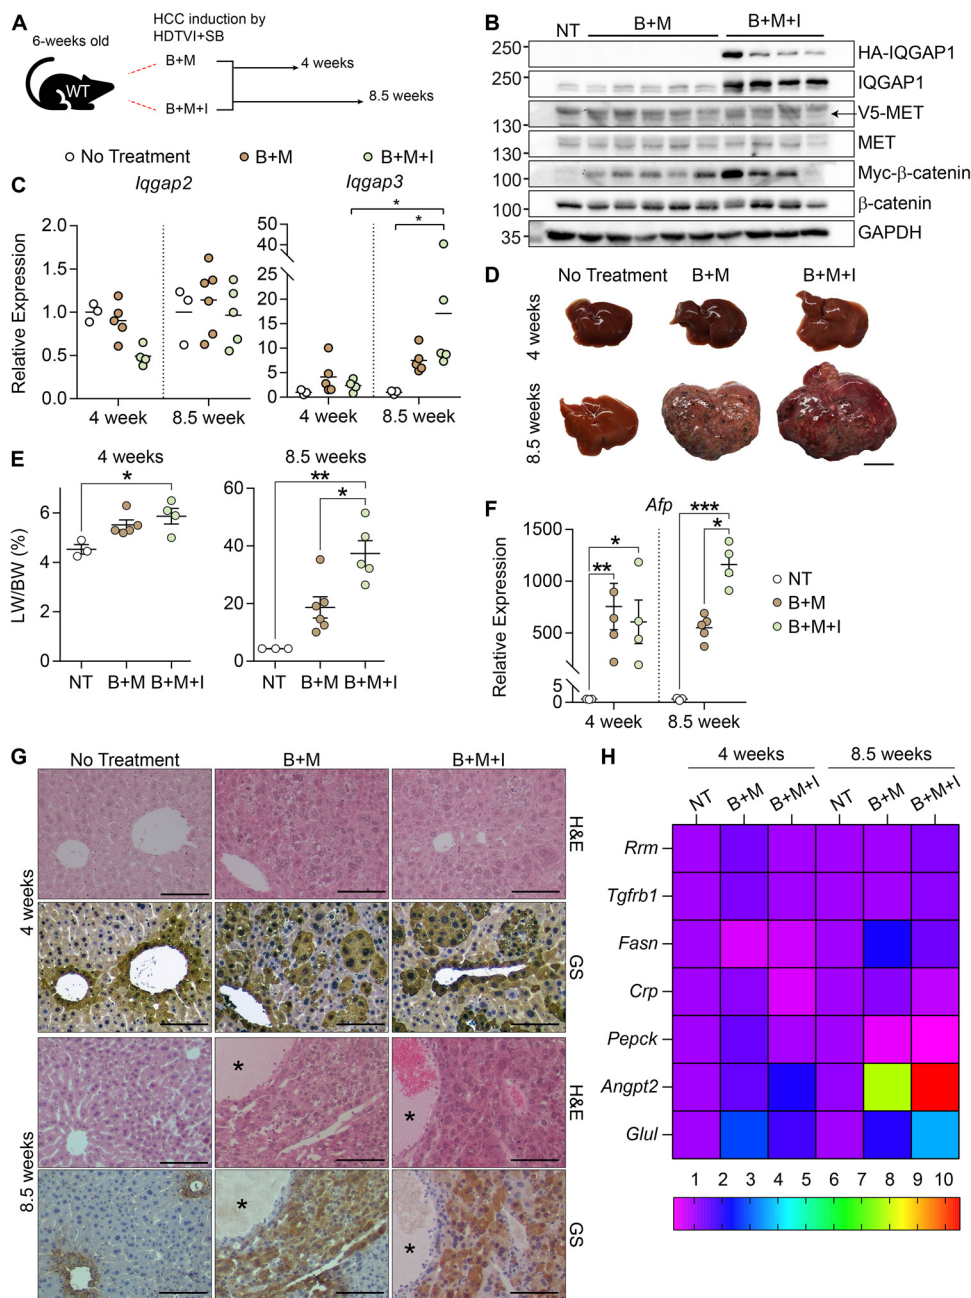 A
HCC induction by
HDTVI+SB
6-weeks old
WT
B+M
B+M+I
4 weeks
8.5 weeks
B
NT
B+M
B+M+I
250
HA-IQGAP1
250
IQGAP1
V5-MET
130
MET
130
Myc-β-catenin
100
β-catenin
100
GAPDH
35
No Treatment
B+M
B+M+I
C
Iqgap2
Iqgap3
Relative Expression
2.0
1.5
1.0
0.5
0.0
4 week
8.5 week
50
40
25
20
15
10
5
0
*
*
4 week
8.5 week
D
No Treatment
B+M
B+M+I
4 weeks
8.5 weeks
E
4 weeks
8.5 weeks
LW/BW (%)
6
4
2
0
*
NT
B+M
B+M+I
60
40
20
0
**
*
NT
B+M
B+M+I
F
Afp
Relative Expression
1500
1000
500
5
0
*
**
***
*
4 week
8.5 week
NT
B+M
B+M+I
G
No Treatment
B+M
B+M+I
4 weeks
H&E
GS
8.5 weeks
H&E
*
*
GS
*
*
H
4 weeks
8.5 weeks
NT
B+M
B+M+I
NT
B+M
B+M+I
Rrm
Tgfrb1
Fasn
Crp
Pepck
Angpt2
Glul
1 2 3 4 5 6 7 8 9 10